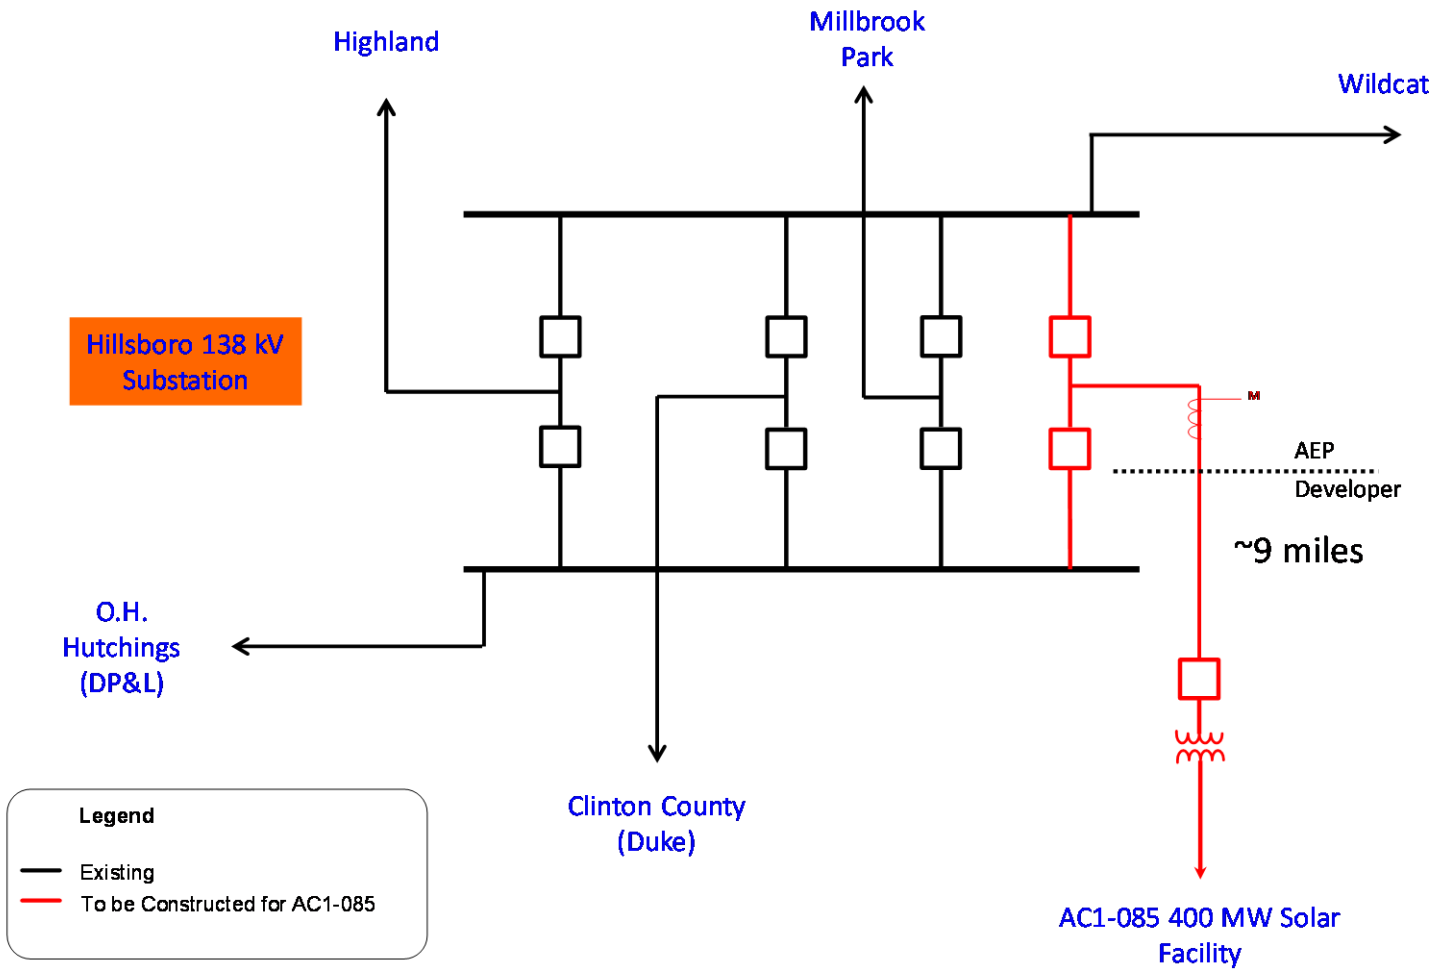 Highland
Millbrook
Park
Wildcat
Hillsboro 138 kV
Substation
M
AEP
Developer
~9 miles
O.H.
Hutchings
(DP&L)
Clinton County
(Duke)
Legend
Existing
To be Constructed for AC1-085
AC1-085 400 MW Solar
Facility